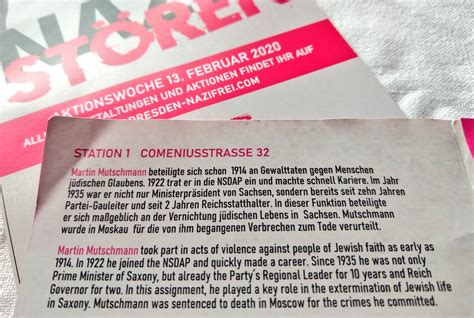 STÖREN
AKTIONSWOCHE 13. FEBRUAR 2020
ALLE VERANSTALTUNGEN UND AKTIONEN FINDET IHR AUF
DRESDEN-NAZIFREI.COM
STATION 1 COMENIUSSTRASSE 32
Martin Mutschmann beteiligte sich schon 1914 an Gewalttaten gegen Menschen
jüdischen Glaubens. 1922 trat er in die NSDAP ein und machte schnell Kariere. Im Jahr
1935 war er nicht nur Ministerpräsident von Sachsen, sondern bereits seit zehn Jahren
Partei-Gauleiter und seit 2 Jahren Reichsstatthalter. In dieser Funktion beteiligte
er sich maßgeblich an der Vernichtung jüdischen Lebens in Sachsen. Mutschmann
wurde in Moskau für die von ihm begangenen Verbrechen zum Tode verurteilt.
Martin Mutschmann took part in acts of violence against people of Jewish faith as early as
1914. In 1922 he joined the NSDAP and quickly made a career. Since 1935 he was not only
Prime Minister of Saxony, but already the Party's Regional Leader for 10 years and Reich
Governor for two. In this assignment, he played a key role in the extermination of Jewish life
in Saxony. Mutschmann was sentenced to death in Moscow for the crimes he committed.